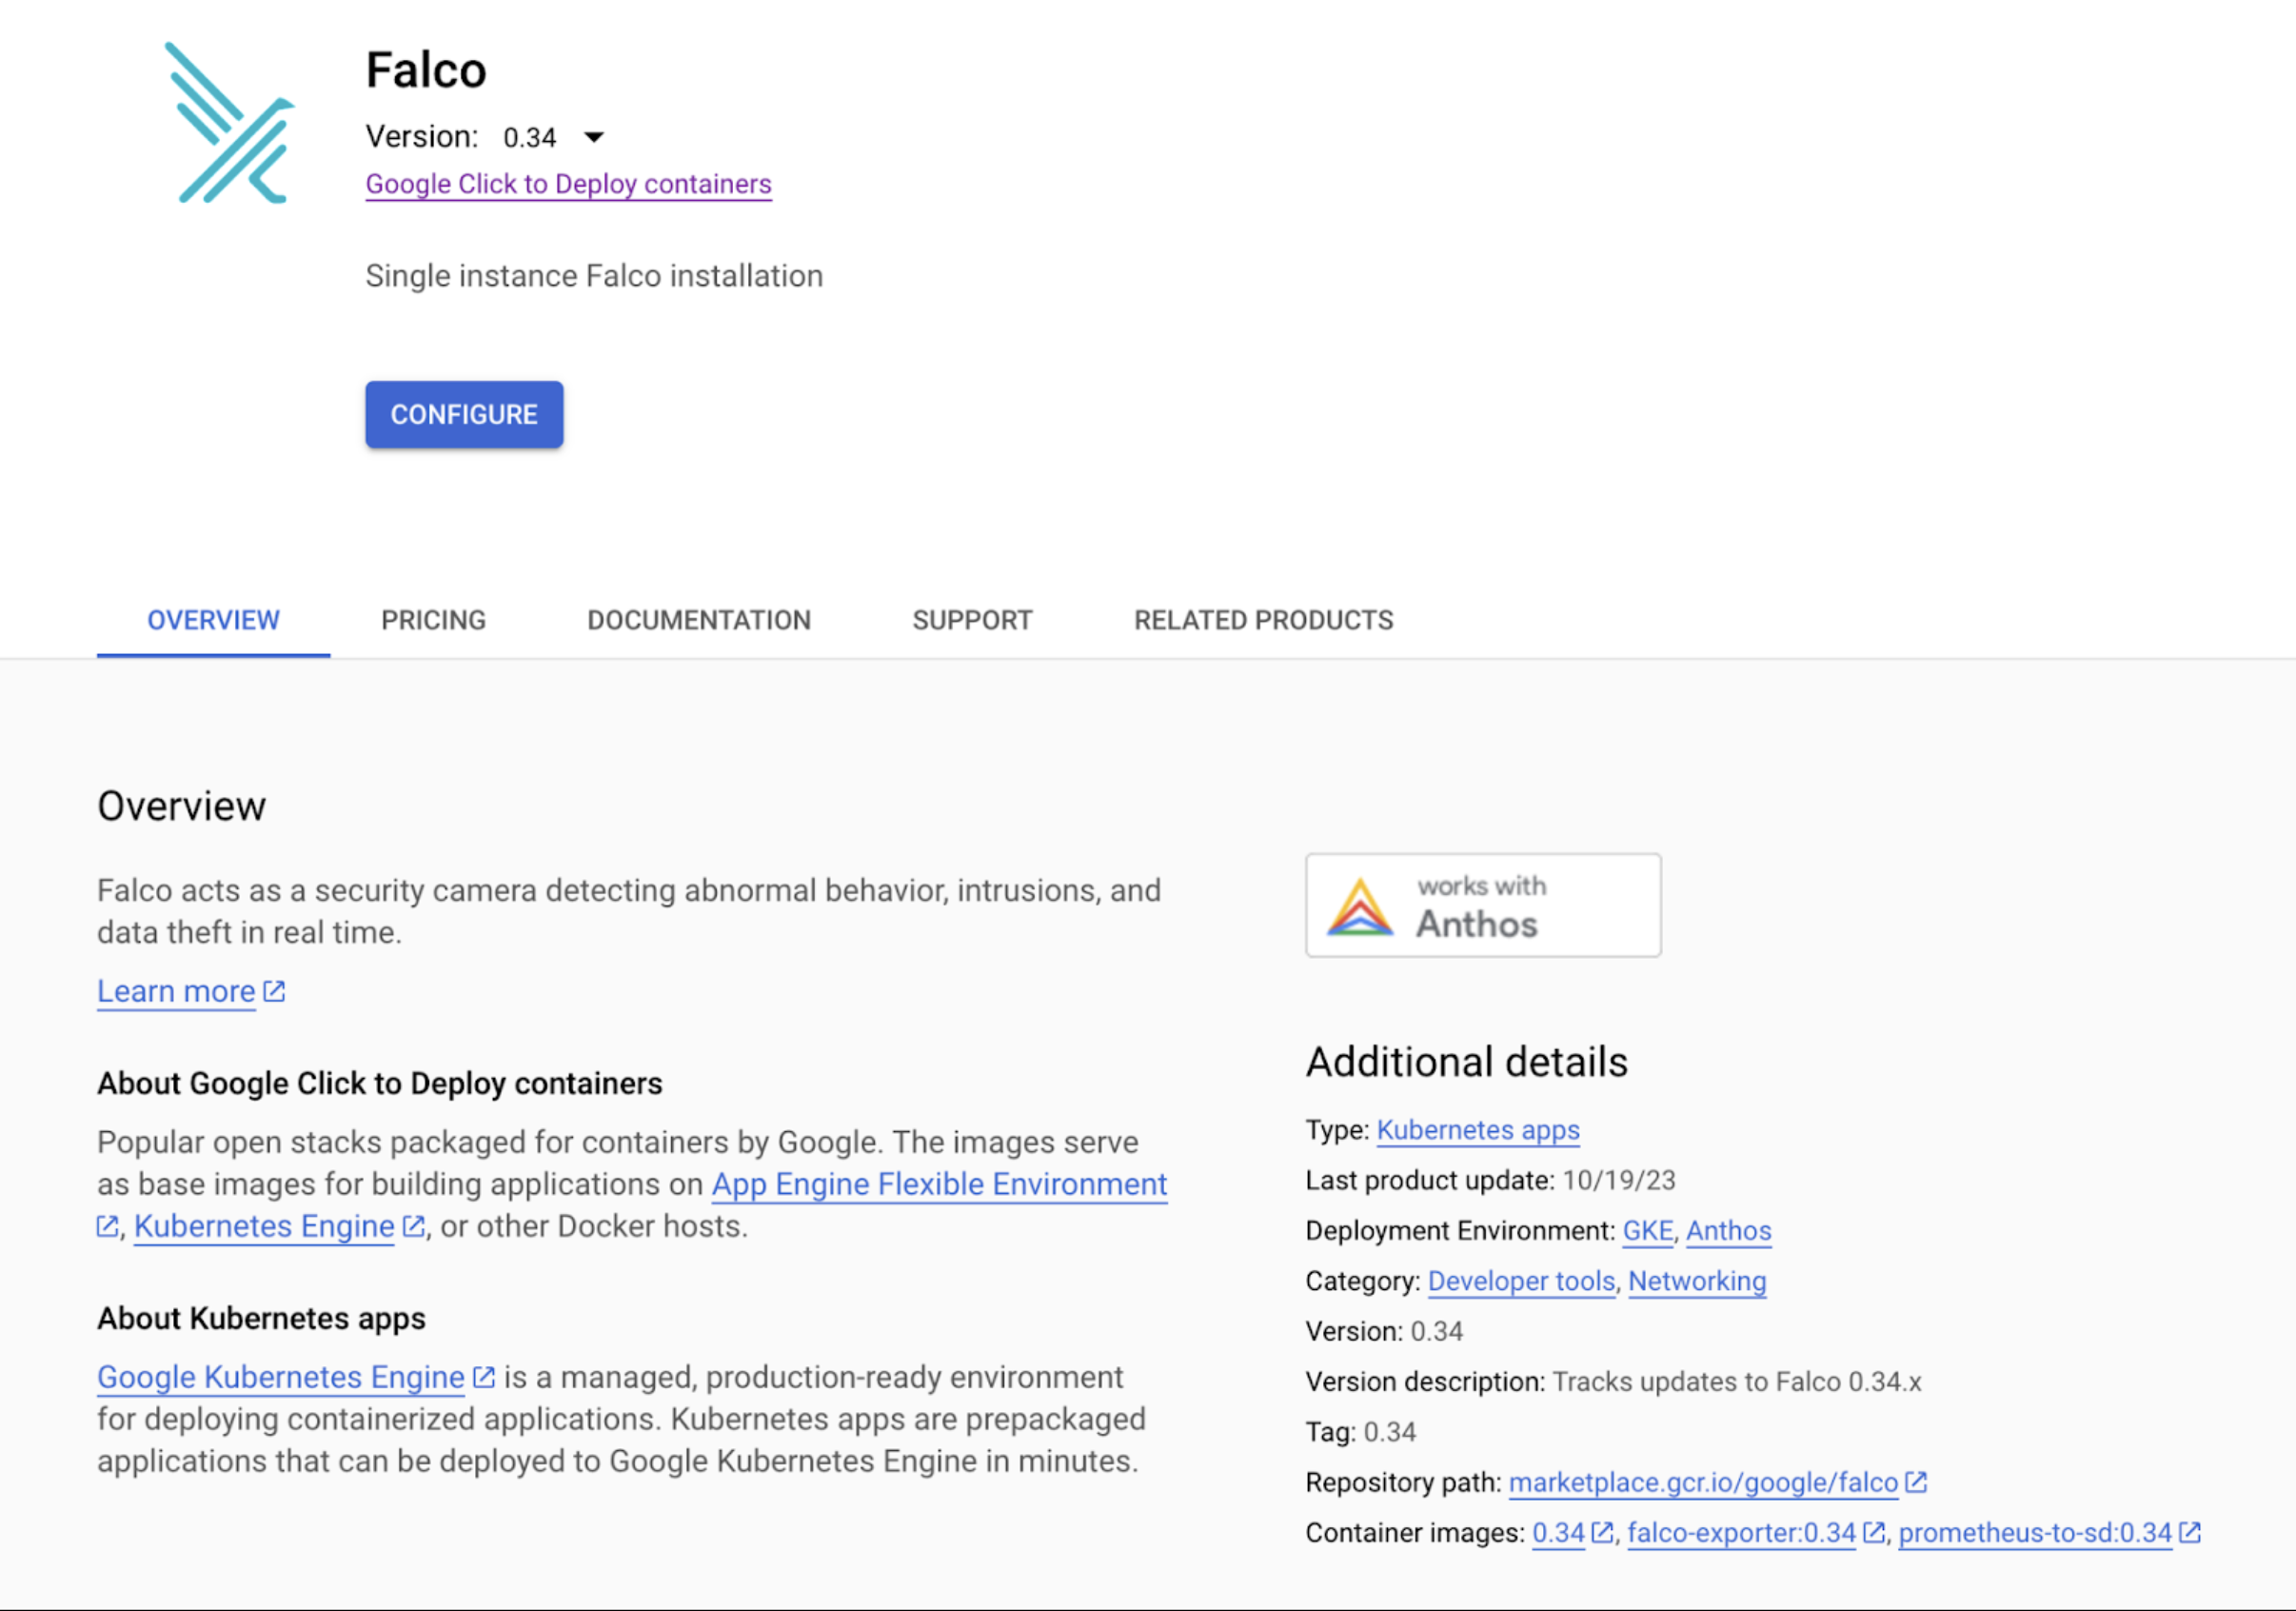 Falco
Version: 0.34
Google Click to Deploy containers
Single instance Falco installation
CONFIGURE
OVERVIEW PRICING DOCUMENTATION SUPPORT RELATED PRODUCTS
Overview
Falco acts as a security camera detecting abnormal behavior, intrusions, and
data theft in real time.
Learn more
About Google Click to Deploy containers
Popular open stacks packaged for containers by Google. The images serve
as base images for building applications on App Engine Flexible Environment
, Kubernetes Engine , or other Docker hosts.
About Kubernetes apps
Google Kubernetes Engine is a managed, production-ready environment
for deploying containerized applications. Kubernetes apps are prepackaged
applications that can be deployed to Google Kubernetes Engine in minutes.
works with
Anthos
Additional details
Type: Kubernetes apps
Last product update: 10/19/23
Deployment Environment: GKE, Anthos
Category: Developer tools, Networking
Version: 0.34
Version description: Tracks updates to Falco 0.34.x
Tag: 0.34
Repository path: marketplace.gcr.io/google/falco
Container images: 0.34 , falco-exporter:0.34 , prometheus-to-sd:0.34